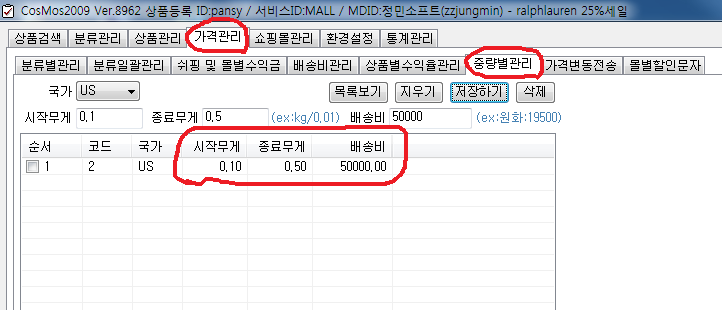 CosMos2009 Ver.8962 상품등록 ID:pansy / 서비스ID:MALL / MDID:정민소프트(zzjungmin) - ralphlauren 25%세일
상품검색 분류관리 상품관리 가격관리 쇼핑몰관리 환경설정 통계관리
분류별관리 분류일괄관리 쉬핑 및 몰별수익금 배송비관리 상품별수익율관리 중량별관리 가격변동전송 몰별할인문자
국가 US 목록보기 지우기 저장하기 삭제
시작무게 0.1 종료무게 0.5 (ex:kg/0.01) 배송비 50000 (ex:원화:19500)
순서 코드 국가 시작무게 종료무게 배송비
1 2 US 0.10 0.50 50000.00